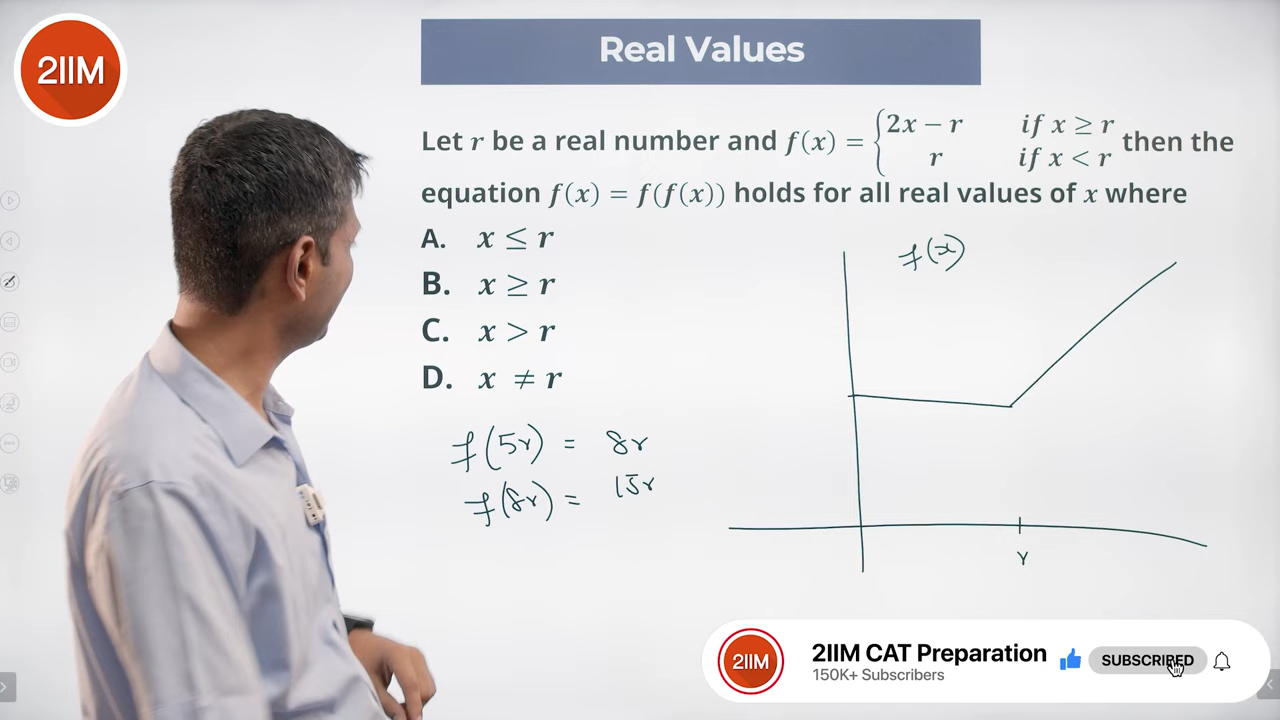 2IIM
Real Values
Let r be a real number and f(x) = { 2x − r if x ≥ r
r if x < r then the
equation f(x) = f(f(x)) holds for all real values of x where
A. x ≤ r
B. x ≥ r
C. x > r
D. x ≠ r
f(x)
f(5r) = 8r
f(8r) = 15r
r
2IIM
2IIM CAT Preparation
150K+ Subscribers
SUBSCRIBED